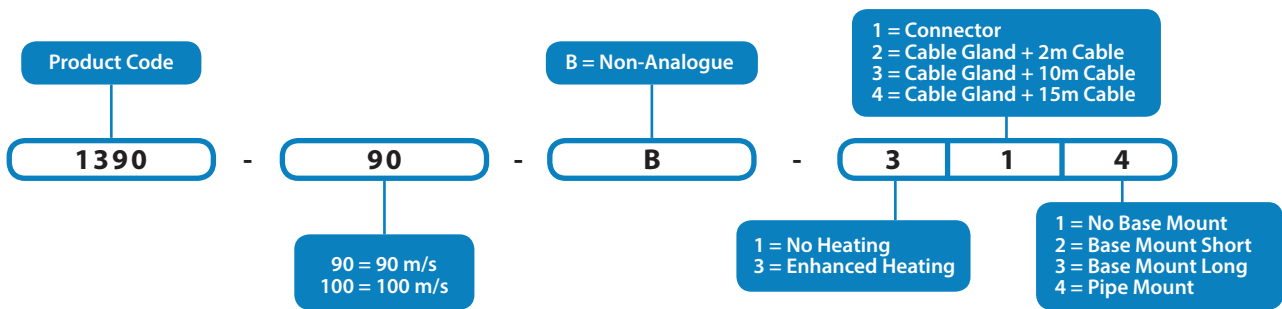 Product Code
B = Non-Analogue
1 = Connector
2 = Cable Gland + 2m Cable
3 = Cable Gland + 10m Cable
4 = Cable Gland + 15m Cable
1390 - 90 - B - 3 1 4
90 = 90 m/s
100 = 100 m/s
1 = No Heating
3 = Enhanced Heating
1 = No Base Mount
2 = Base Mount Short
3 = Base Mount Long
4 = Pipe Mount